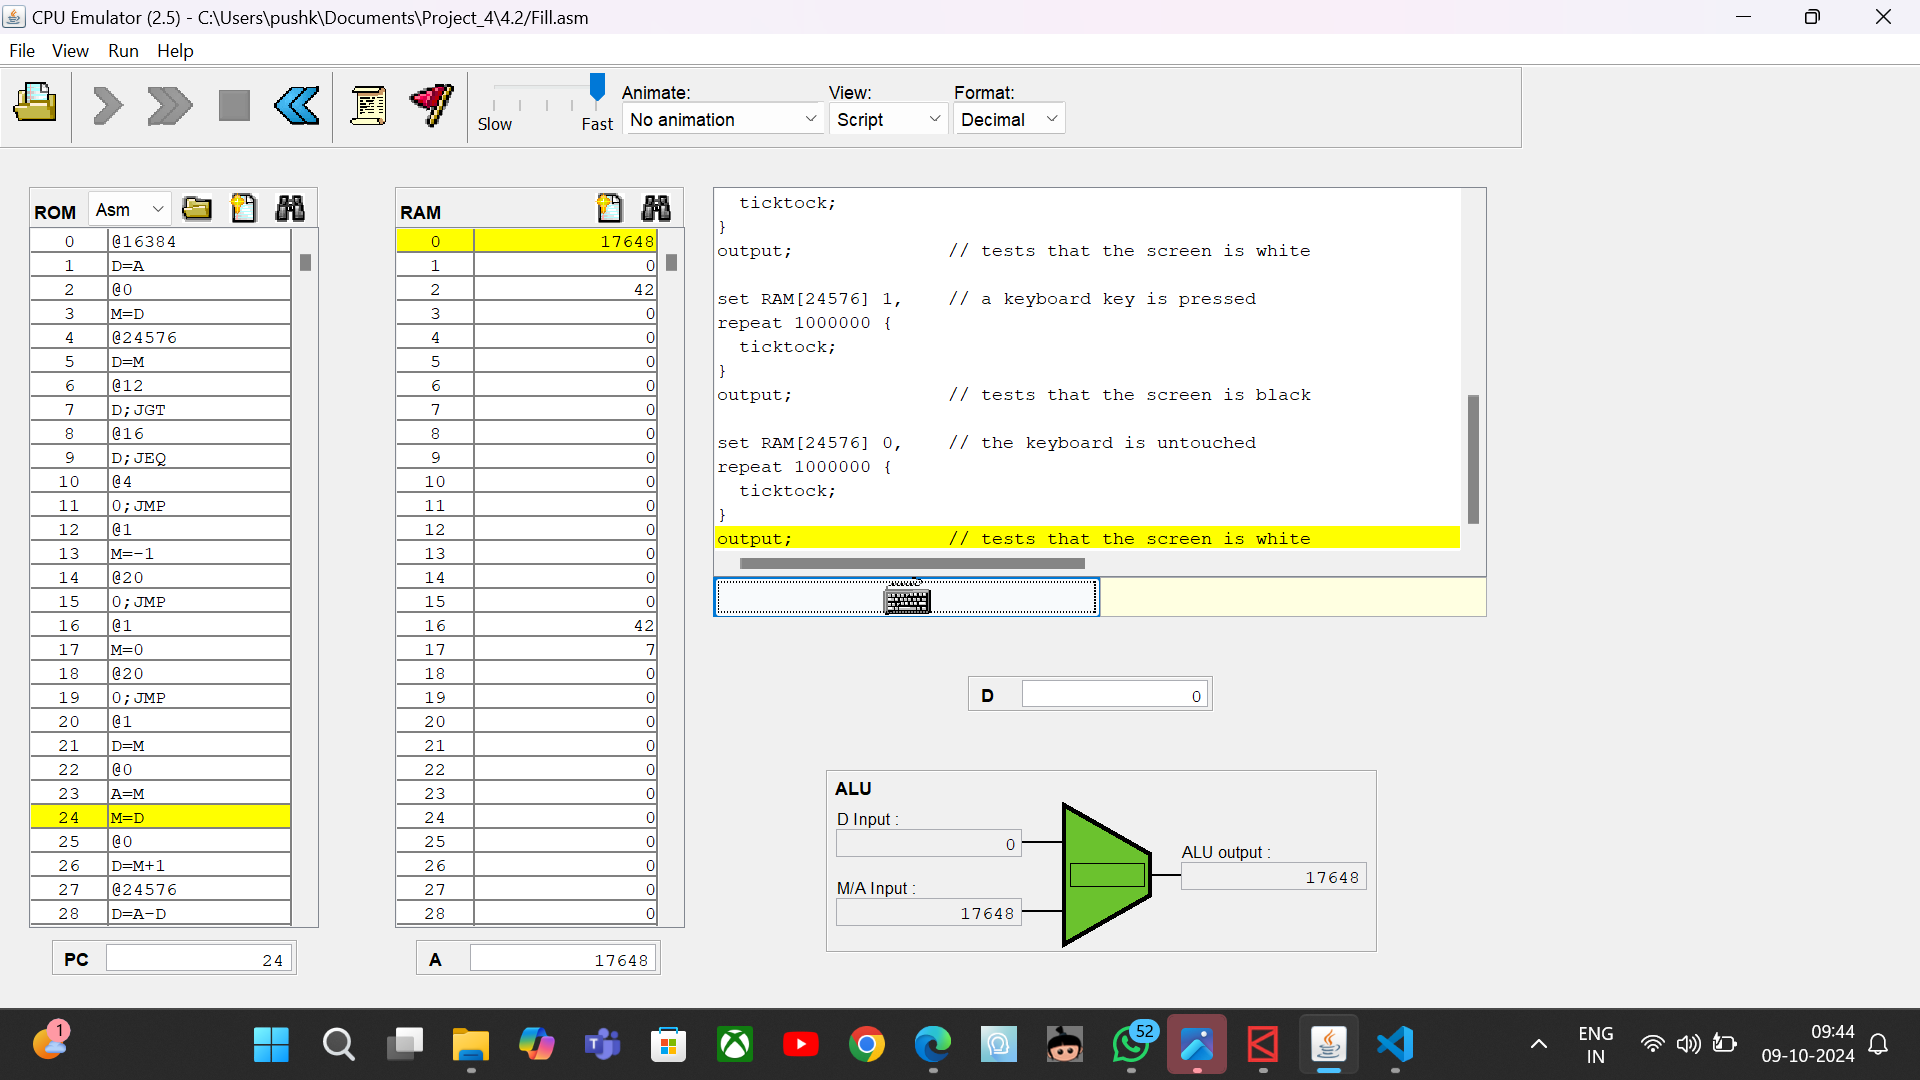 CPU Emulator (2.5) - C:\Users\pushk\Documents\Project_4\4.2/Fill.asm
File View Run Help
Slow Fast
Animate:
No animation
View:
Script
Format:
Decimal
ROM Asm
0 @16384
1 D=A
2 @0
3 M=D
4 @24576
5 D=M
6 @12
7 D;JGT
8 @16
9 D;JEQ
10 @4
11 0;JMP
12 @1
13 M=-1
14 @20
15 0;JMP
16 @1
17 M=0
18 @20
19 0;JMP
20 @1
21 D=M
22 @0
23 A=M
24 M=D
25 @0
26 D=M+1
27 @24576
28 D=A-D
PC 24
RAM
0 17648
1 0
2 42
3 0
4 0
5 0
6 0
7 0
8 0
9 0
10 0
11 0
12 0
13 0
14 0
15 0
16 42
17 7
18 0
19 0
20 0
21 0
22 0
23 0
24 0
25 0
26 0
27 0
28 0
A 17648
ticktock;
}
output; // tests that the screen is white
set RAM[24576] 1, // a keyboard key is pressed
repeat 1000000 {
ticktock;
}
output; // tests that the screen is black
set RAM[24576] 0, // the keyboard is untouched
repeat 1000000 {
ticktock;
}
output; // tests that the screen is white
D 0
ALU
D Input :
0
M/A Input :
17648
ALU output :
17648
1
52
ENG
IN
09:44
09-10-2024